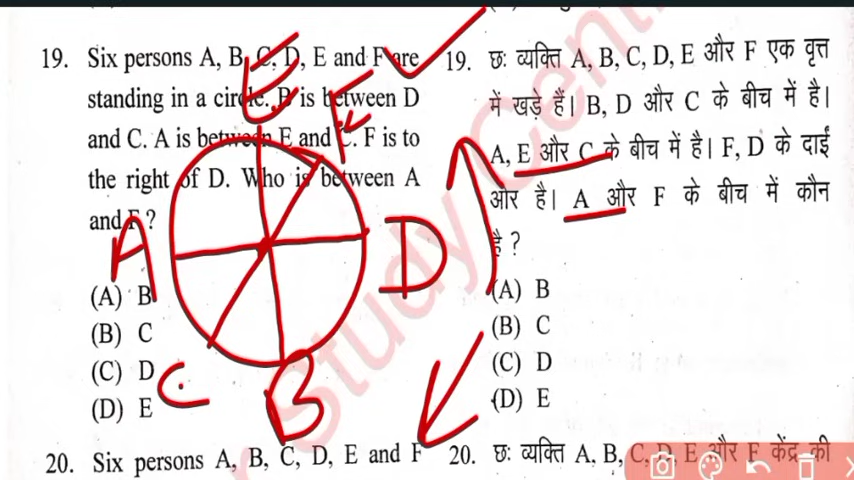 19. Six persons A, B, C, D, E and F are
standing in a circle. B is between D
and C. A is between E and C. F is to
the right of D. Who is between A
and F ?
(A) B
(B) C
(C) D
(D) E
20. Six persons A, B, C, D, E and F
19. छः व्यक्ति A, B, C, D, E और F एक वृत्त
में खड़े हैं। B, D और C के बीच में है।
A, E और C के बीच में है। F, D के दाईं
ओर है। A और F के बीच में कौन
है ?
(A) B
(B) C
(C) D
(D) E
20. छः व्यक्ति A, B, C, D, E और F केंद्र की
E
F
A
D
C
B
Study Centre